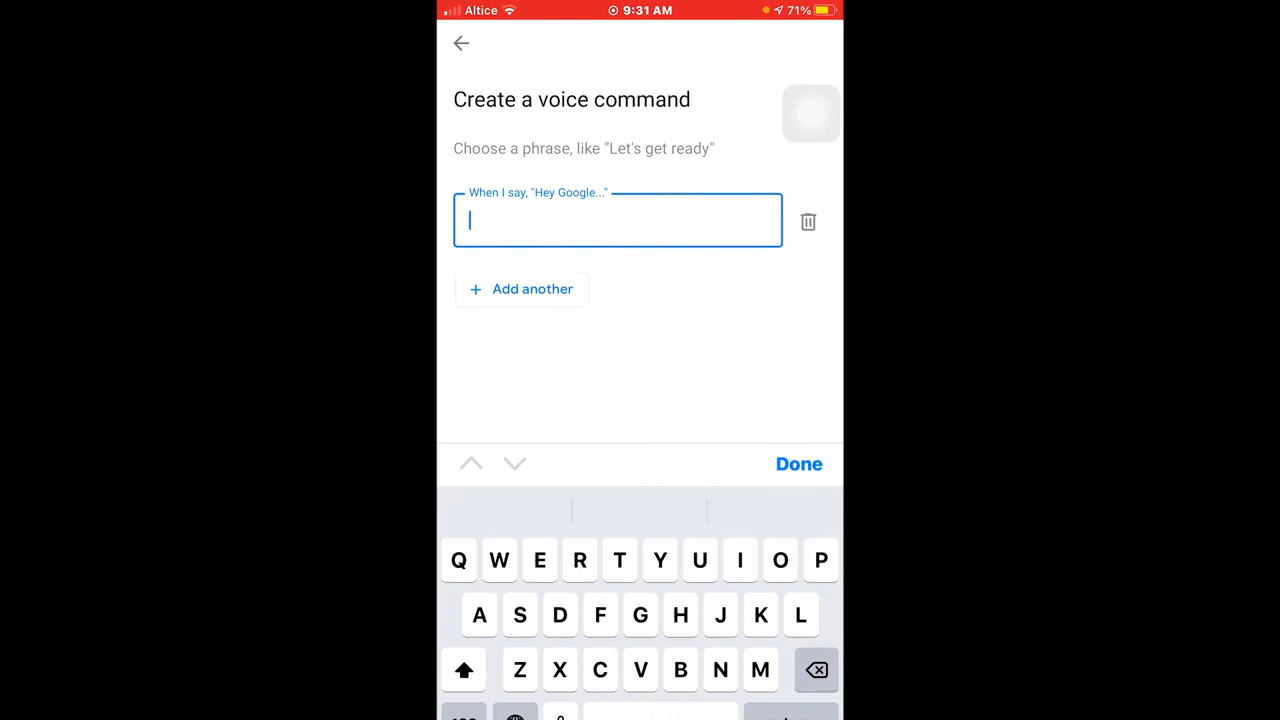 Altice 9:31 AM 71%
Create a voice command
Choose a phrase, like "Let's get ready"
When I say, "Hey Google..."
+ Add another
Done
Q W E R T Y U I O P
A S D F G H J K L
Z X C V B N M